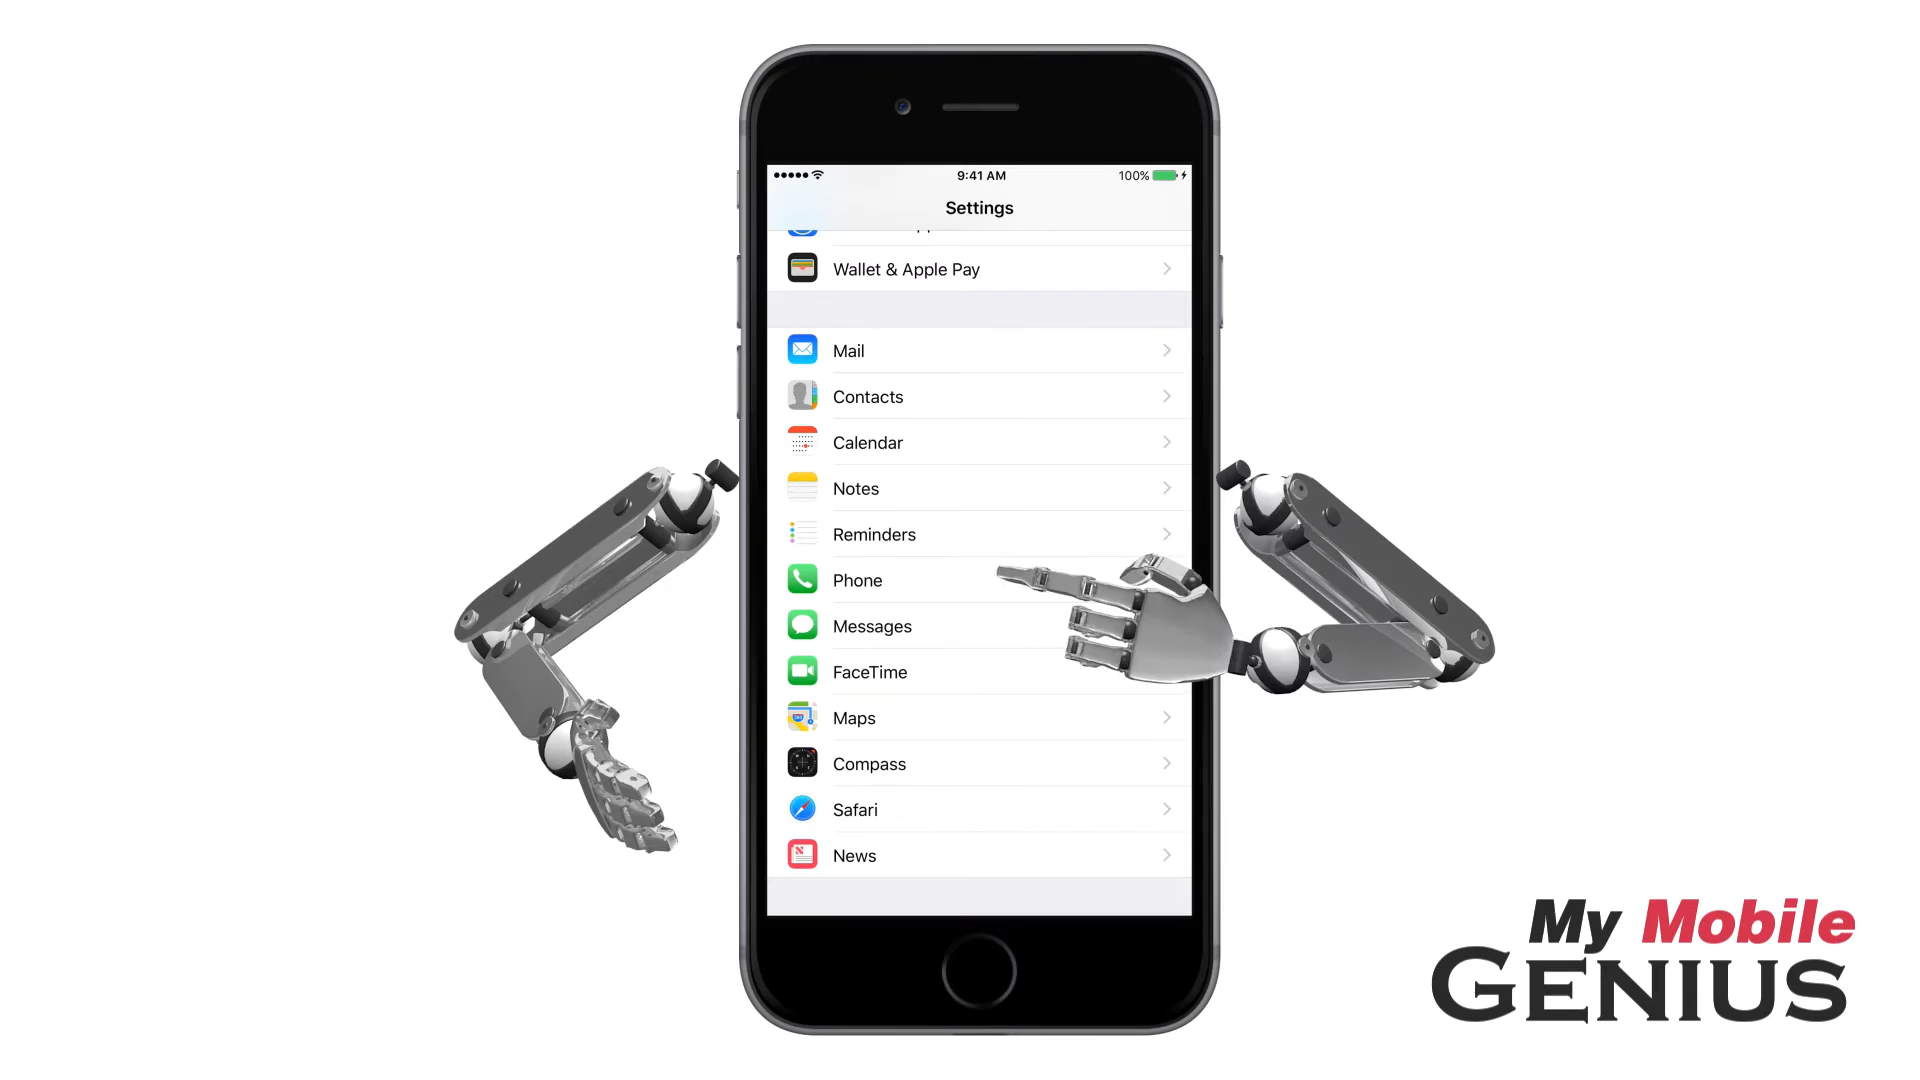 9:41 AM
100%
Settings
Wallet & Apple Pay
Mail
Contacts
Calendar
Notes
Reminders
Phone
Messages
FaceTime
Maps
Compass
Safari
News
My Mobile
GENIUS